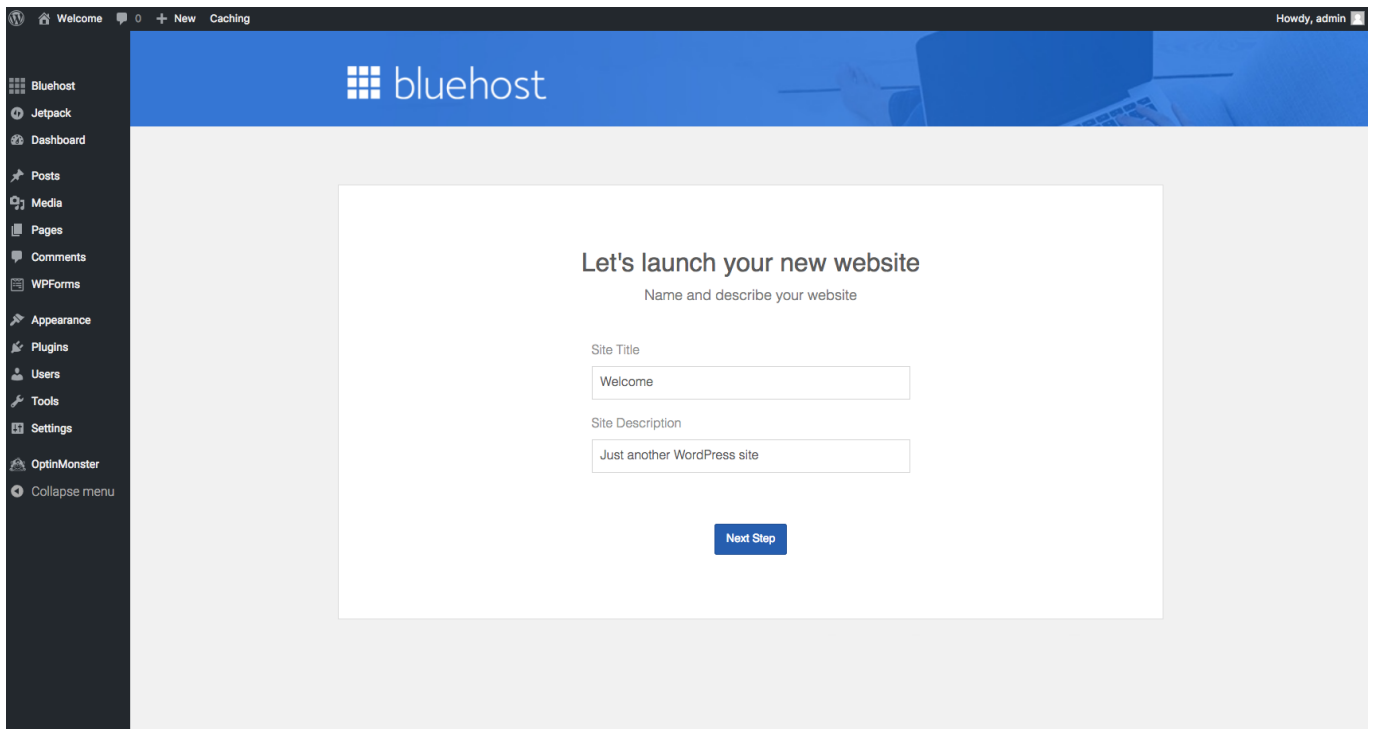 Welcome 0 New Caching Howdy, admin
bluehost
Bluehost
Jetpack
Dashboard
Posts
Media
Pages
Comments
WPForms
Appearance
Plugins
Users
Tools
Settings
OptinMonster
Collapse menu
Let's launch your new website
Name and describe your website
Site Title
Welcome
Site Description
Just another WordPress site
Next Step